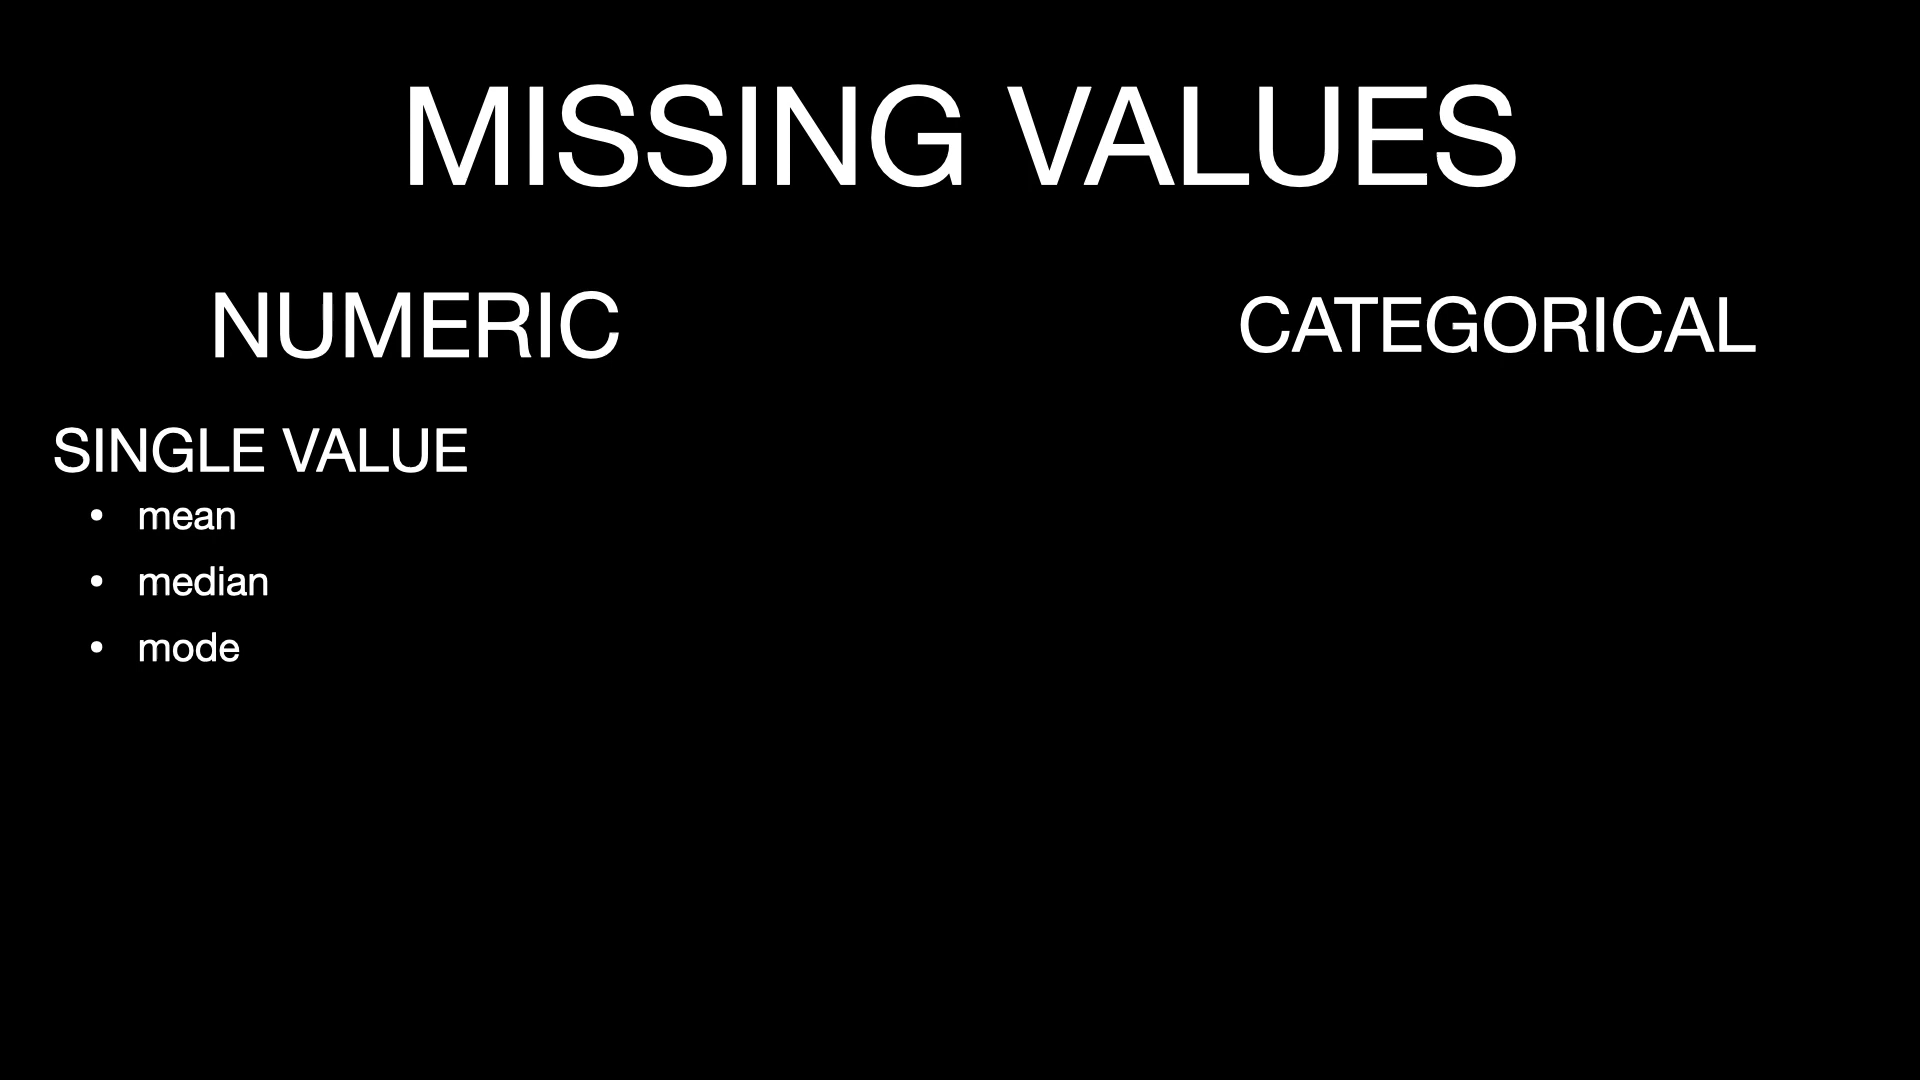 MISSING VALUES
NUMERIC
CATEGORICAL
SINGLE VALUE
• mean
• median
• mode